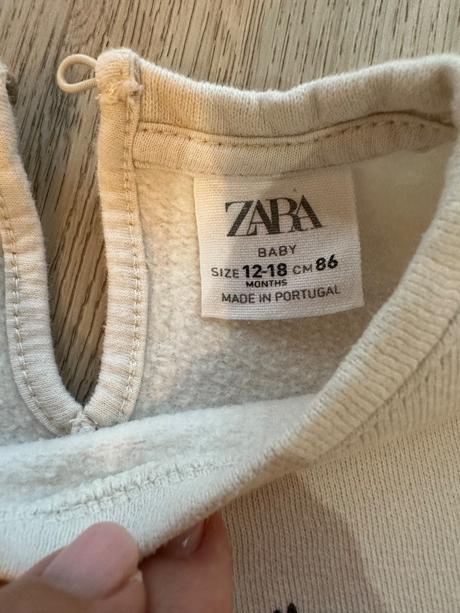 ZARA
BABY
SIZE 12-18 CM 86
MONTHS
MADE IN PORTUGAL